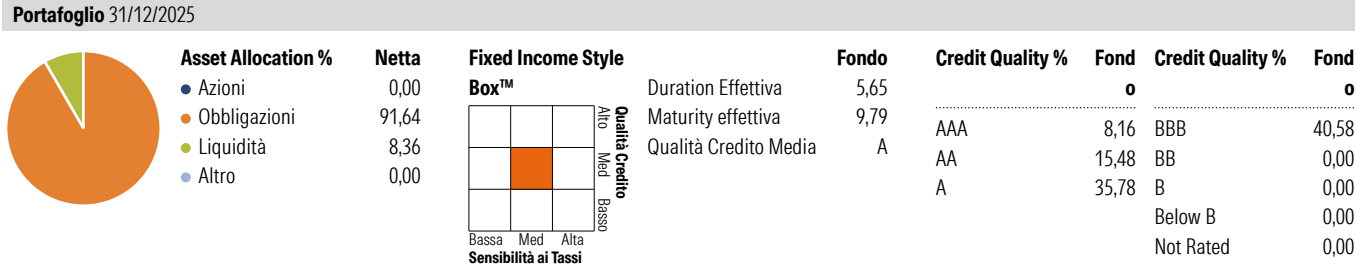 Portafoglio 31/12/2025
Asset Allocation % Netta
Azioni 0,00
Obbligazioni 91,64
Liquidità 8,36
Altro 0,00
Fixed Income Style Box™
Fondo
Alto Med Basso
Qualità Credito
Bassa Med Alta
Sensibilità ai Tassi
Duration Effettiva 5,65
Maturity effettiva 9,79
Qualità Credito Media A
Credit Quality % Fondo
AAA 8,16
AA 15,48
A 35,78
Credit Quality % Fondo
BBB 40,58
BB 0,00
B 0,00
Below B 0,00
Not Rated 0,00